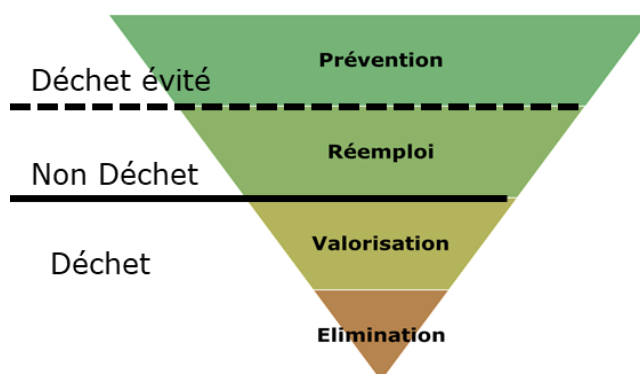 Prévention
Déchet évité
Réemploi
Non Déchet
Valorisation
Déchet
Elimination